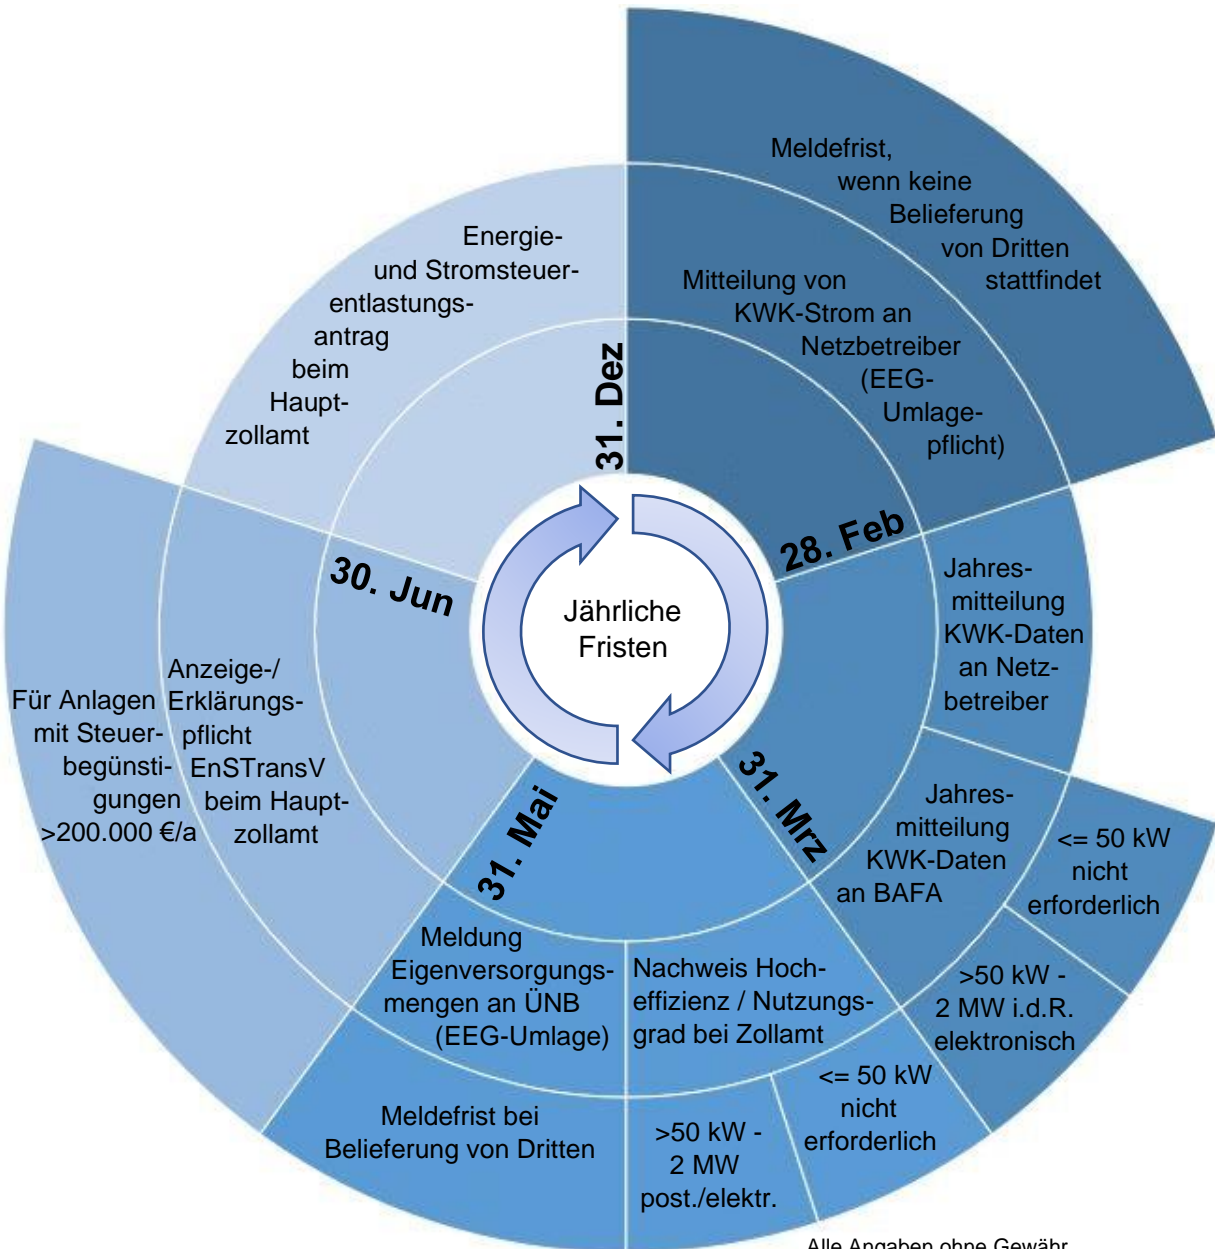 Meldefrist,
wenn keine
Belieferung
von Dritten
stattfindet
Mitteilung von
KWK-Strom an
Netzbetreiber
(EEG-
Umlage-
pflicht)
28. Feb
Jahres-
mitteilung
KWK-Daten
an Netz-
betreiber
Jahres-
mitteilung
KWK-Daten
an BAFA
<= 50 kW
nicht
erforderlich
>50 kW -
2 MW i.d.R.
elektronisch
31. Mrz
Nachweis Hoch-
effizienz / Nutzungs-
grad bei Zollamt
<= 50 kW
nicht
erforderlich
>50 kW -
2 MW
post./elektr.
Meldung
Eigenversorgungs-
mengen an ÜNB
(EEG-Umlage)
Meldefrist bei
Belieferung von Dritten
31. Mai
Anzeige-/
Erklärungs-
pflicht
EnSTransV
beim Haupt-
zollamt
Für Anlagen
mit Steuer-
begünsti-
gungen
>200.000 €/a
30. Jun
Energie-
und Stromsteuer-
entlastungs-
antrag
beim
Haupt-
zollamt
31. Dez
Jährliche
Fristen
Alle Angaben ohne Gewähr